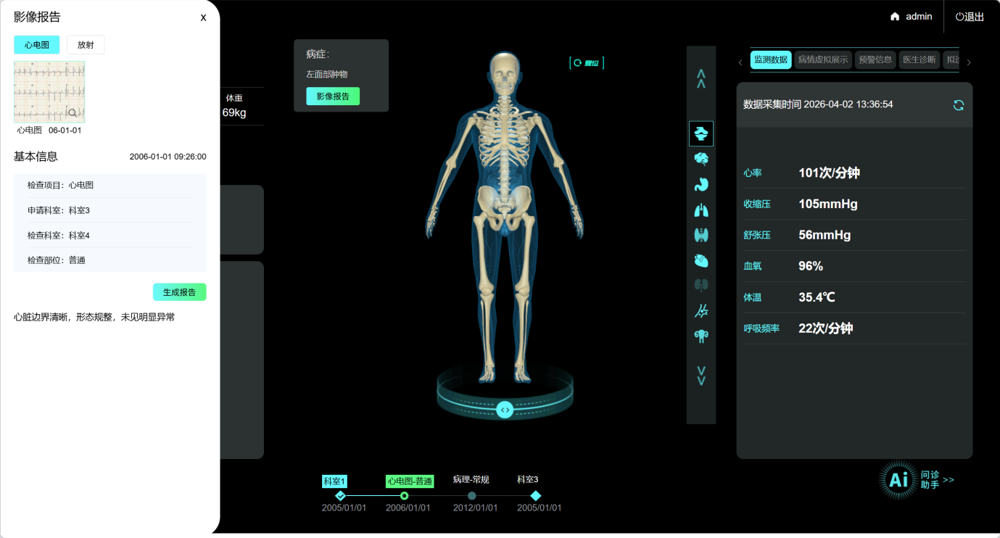 影像报告
x
心电图
放射
心电图 06-01-01
基本信息
2006-01-01 09:26:00
检查项目：心电图
申请科室：科室3
检查科室：科室4
检查部位：普通
生成报告
心脏边界清晰，形态规整，未见明显异常
体重
69kg
病症：
左面部肿物
影像报告
复位
admin
退出
监测数据
病情虚拟展示
预警信息
医生诊断
数据采集时间 2026-04-02 13:36:54
心率 101次/分钟
收缩压 105mmHg
舒张压 56mmHg
血氧 96%
体温 35.4℃
呼吸频率 22次/分钟
科室1
心电图-普通
病理-常规
科室3
2005/01/01
2006/01/01
2012/01/01
2005/01/01
Ai
问诊
助手 >>